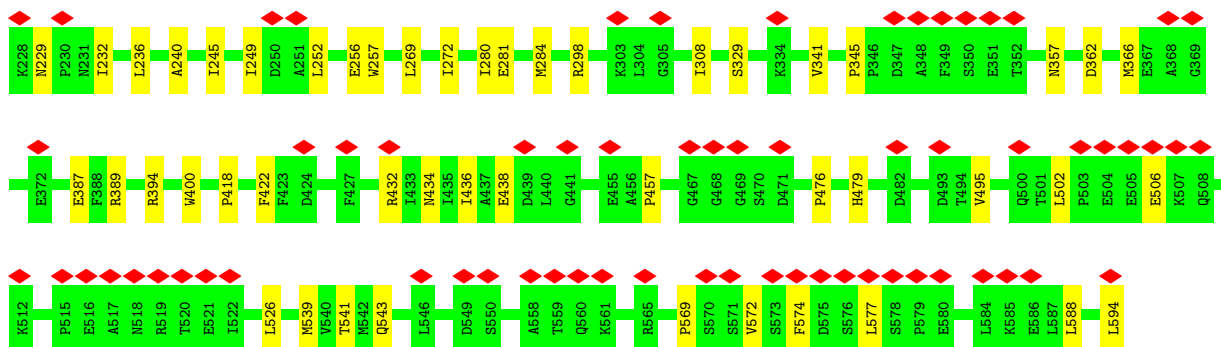 K228 N229 P230 N231 I232 L236 A240 I245 I249 D250 A251 L252 E256 W257 L269 I272 I280 E281 M284 R298 K303 L304 G305 I308 S329 K334 V341 P345 P346 D347 A348 F349 S350 E351 T352 N357 D362 M366 E367 A368 G369
E372 E387 F388 R389 R394 W400 P418 F422 F423 D424 F427 R432 I433 N434 I435 I436 A437 E438 D439 L440 G441 E455 A456 P457 G467 G468 G469 S470 D471 P476 H479 D482 D493 T494 V495 Q500 T501 L502 P503 E504 E505 E506 K507 Q508
K512 P515 E516 A517 N518 R519 T520 E521 I522 L526 M539 V540 T541 M542 Q543 L546 D549 S550 A558 T559 Q560 K561 R565 P569 S570 S571 V572 S573 F574 D575 S576 L577 S578 P579 E580 L584 K585 E586 L587 L588 L594